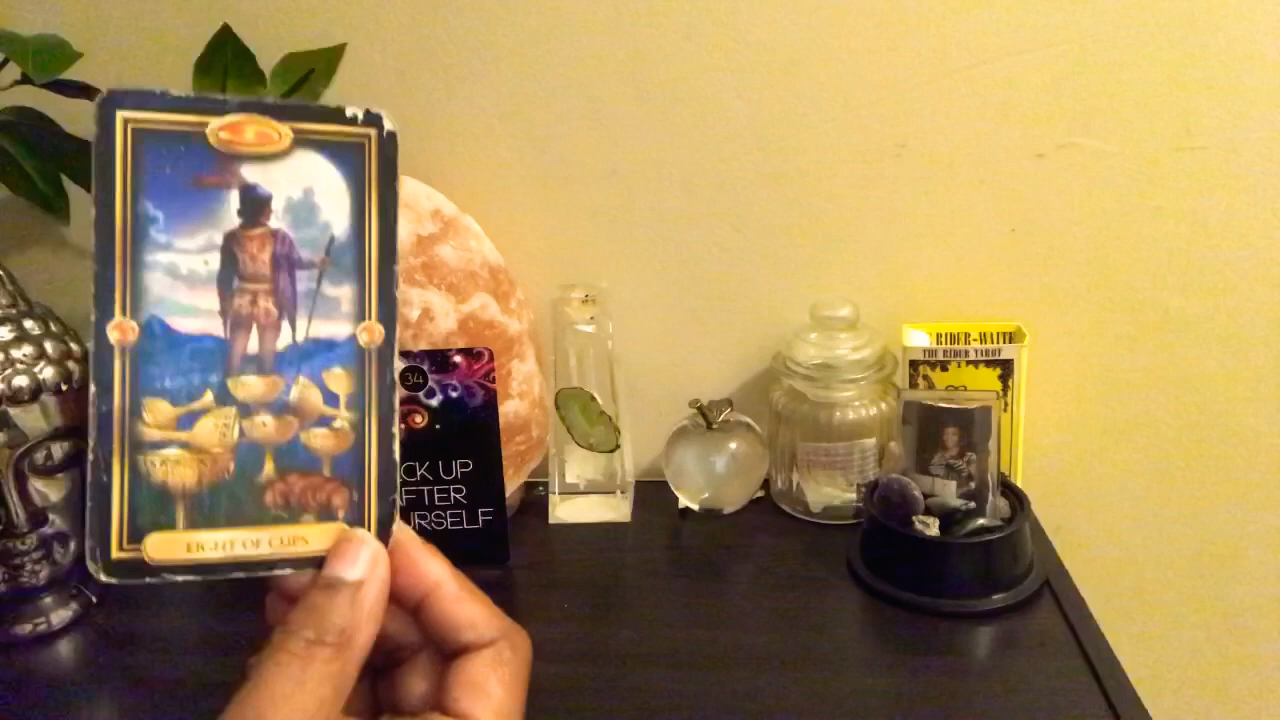 EIGHT OF CUPS
34
CK UP
AFTER
URSELF
RIDER-WAITE
THE RIDER TAROT